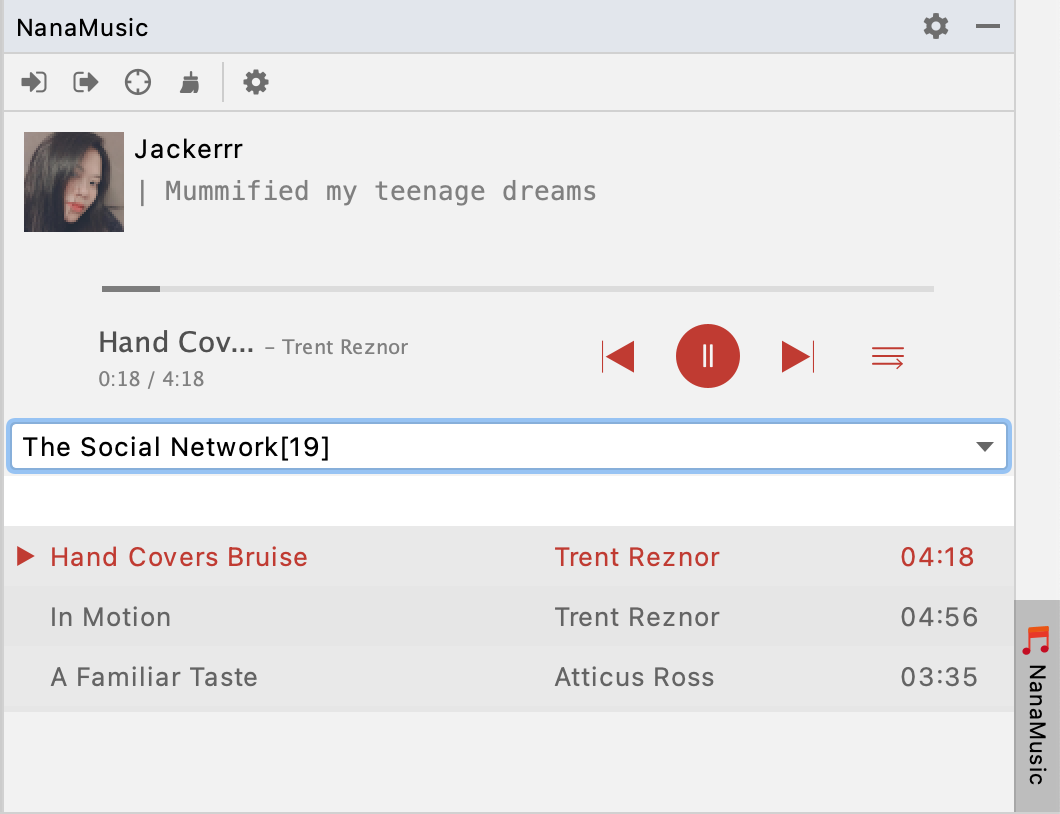 NanaMusic
Jackerrr
| Mummified my teenage dreams
Hand Cov... – Trent Reznor
0:18 / 4:18
The Social Network[19]
Hand Covers Bruise Trent Reznor 04:18
In Motion Trent Reznor 04:56
A Familiar Taste Atticus Ross 03:35
NanaMusic